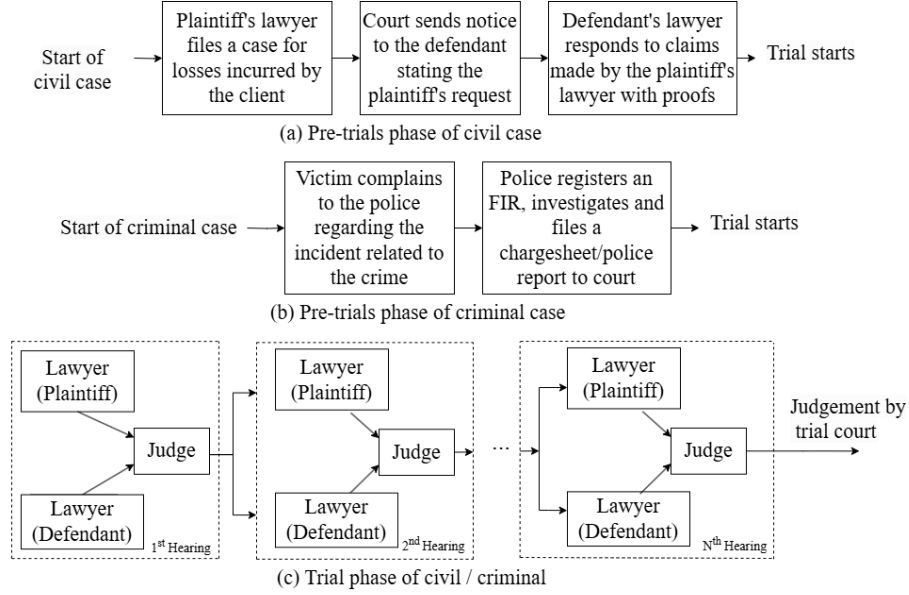 Start of
civil case
Plaintiff's lawyer
files a case for
losses incurred by
the client
Court sends notice
to the defendant
stating the
plaintiff's request
Defendant's lawyer
responds to claims
made by the plaintiff's
lawyer with proofs
Trial starts
(a) Pre-trials phase of civil case
Start of criminal case
Victim complains
to the police
regarding the
incident related to
the crime
Police registers an
FIR, investigates and
files a
chargesheet/police
report to court
Trial starts
(b) Pre-trials phase of criminal case
Lawyer
(Plaintiff)
Judge
Lawyer
(Defendant)
1st Hearing
Lawyer
(Plaintiff)
Judge
Lawyer
(Defendant)
2nd Hearing
...
Lawyer
(Plaintiff)
Judge
Lawyer
(Defendant)
Nth Hearing
Judgement by
trial court
(c) Trial phase of civil / criminal